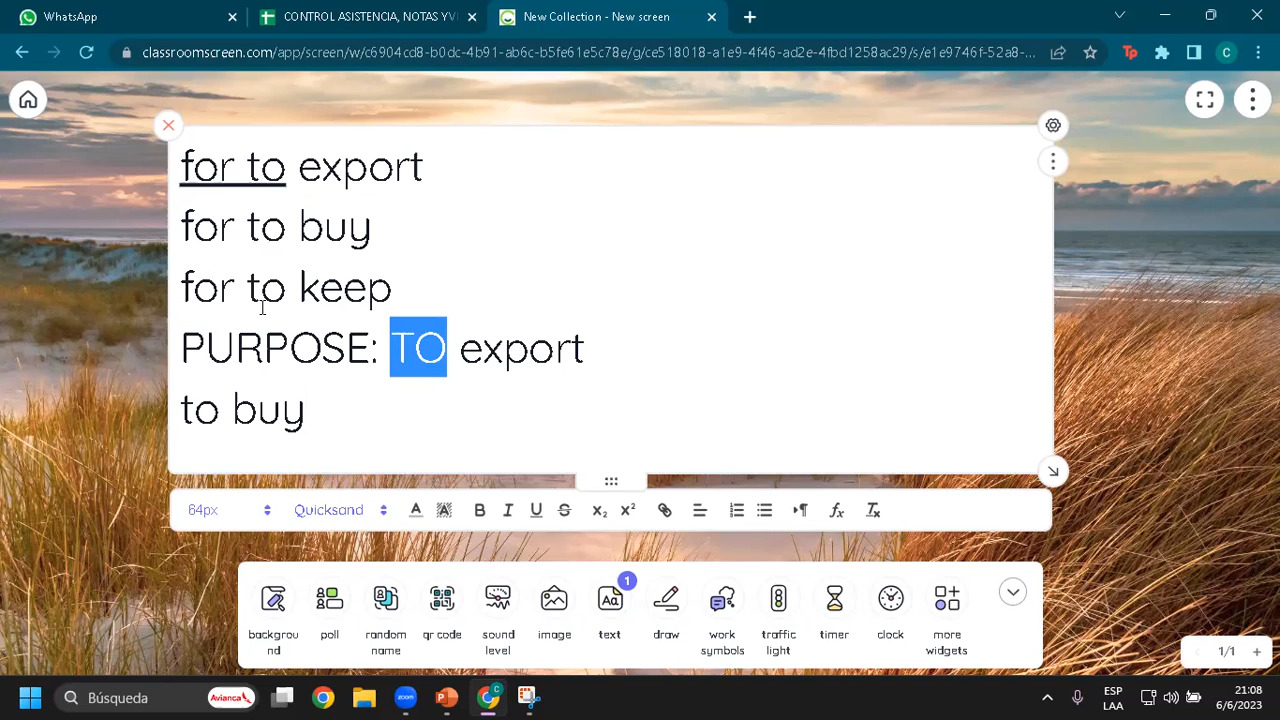 WhatsApp
CONTROL ASISTENCIA, NOTAS YVI
New Collection - New screen
classroomscreen.com/app/screen/w/c6904cd8-b0dc-4b91-ab6c-b5fe61e5c78e/g/ce518018-a1e9-4f46-ad2e-4fbd1258ac29/s/e1e9746f-52a8-...
for to export
for to buy
for to keep
PURPOSE: TO export
to buy
64px
Quicksand
backgrou
nd
poll
random
name
qr code
sound
level
image
text
1
draw
work
symbols
traffic
light
timer
clock
more
widgets
1/1
Búsqueda
Avianca
ESP
LAA
21:08
6/6/2023